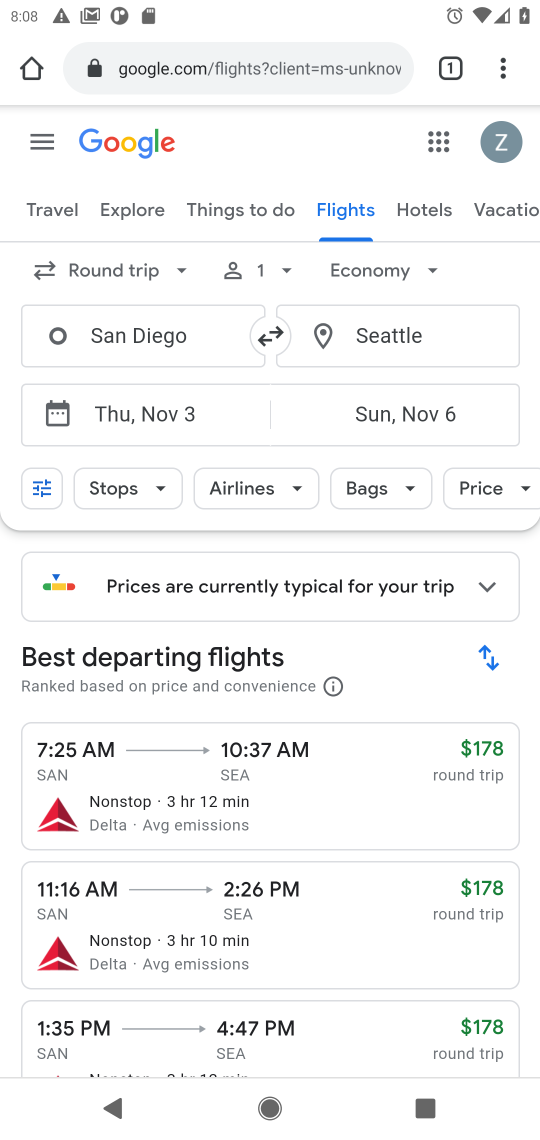 8:08
google.com/flights?client=ms-unknov
1
Google
Z
Travel Explore Things to do Flights Hotels Vacatio
Round trip 1 Economy
San Diego Seattle
Thu, Nov 3 Sun, Nov 6
Stops Airlines Bags Price
Prices are currently typical for your trip
Best departing flights
Ranked based on price and convenience
7:25 AM 10:37 AM $178
SAN SEA round trip
Nonstop · 3 hr 12 min
Delta · Avg emissions
11:16 AM 2:26 PM $178
SAN SEA round trip
Nonstop · 3 hr 10 min
Delta · Avg emissions
1:35 PM 4:47 PM $178
SAN SEA round trip